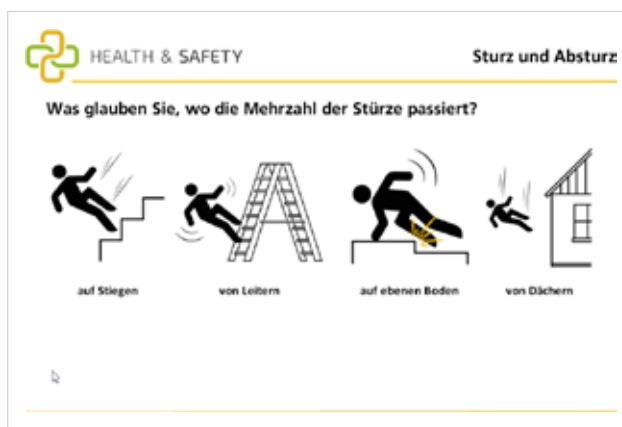 HEALTH & SAFETY
Sturz und Absturz
Was glauben Sie, wo die Mehrzahl der Stürze passiert?
auf Stiegen
von Leitern
auf ebenen Boden
von Dächern